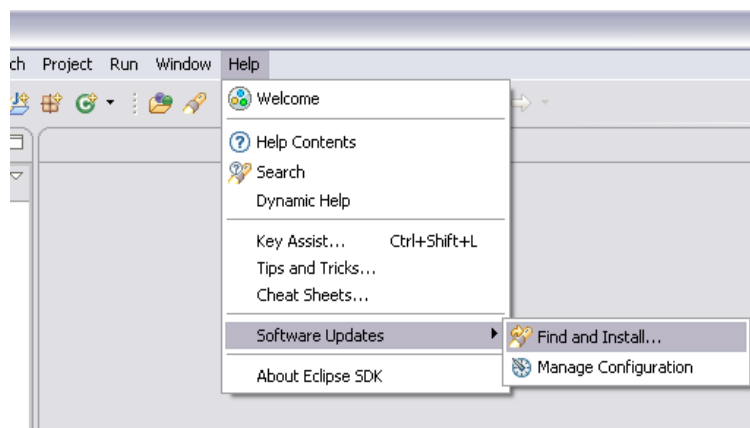 ch Project Run Window Help
Welcome
Help Contents
Search
Dynamic Help
Key Assist... Ctrl+Shift+L
Tips and Tricks...
Cheat Sheets...
Software Updates
Find and Install...
Manage Configuration
About Eclipse SDK